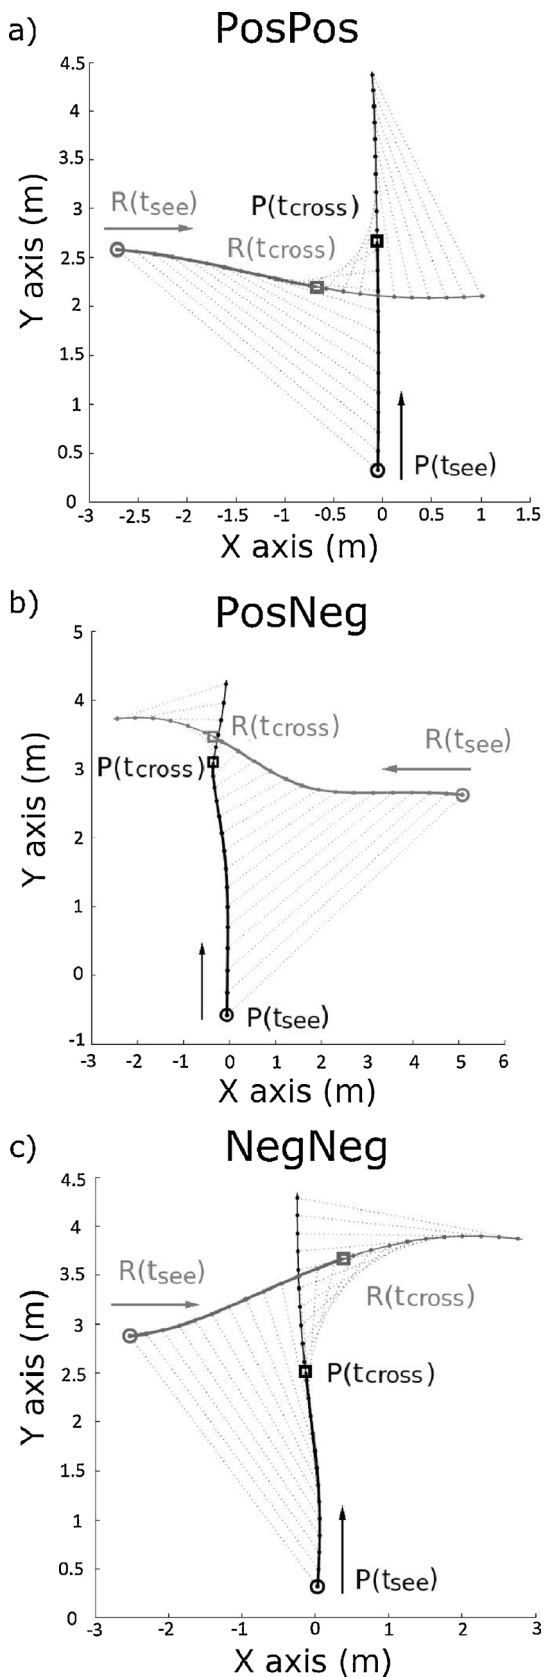 a)
PosPos
4.5
4
3.5
3
2.5
2
1.5
1
0.5
0
Y axis (m)
R(tsee)
P(tcross)
R(tcross)
P(tsee)
-3 -2.5 -2 -1.5 -1 -0.5 0 0.5 1 1.5
X axis (m)
b)
PosNeg
5
4
3
2
1
0
-1
Y axis (m)
R(tcross)
R(tsee)
P(tcross)
P(tsee)
-3 -2 -1 0 1 2 3 4 5 6
X axis (m)
c)
NegNeg
4.5
4
3.5
3
2.5
2
1.5
1
0.5
0
Y axis (m)
R(tsee)
R(tcross)
P(tcross)
P(tsee)
-3 -2 -1 0 1 2 3
X axis (m)